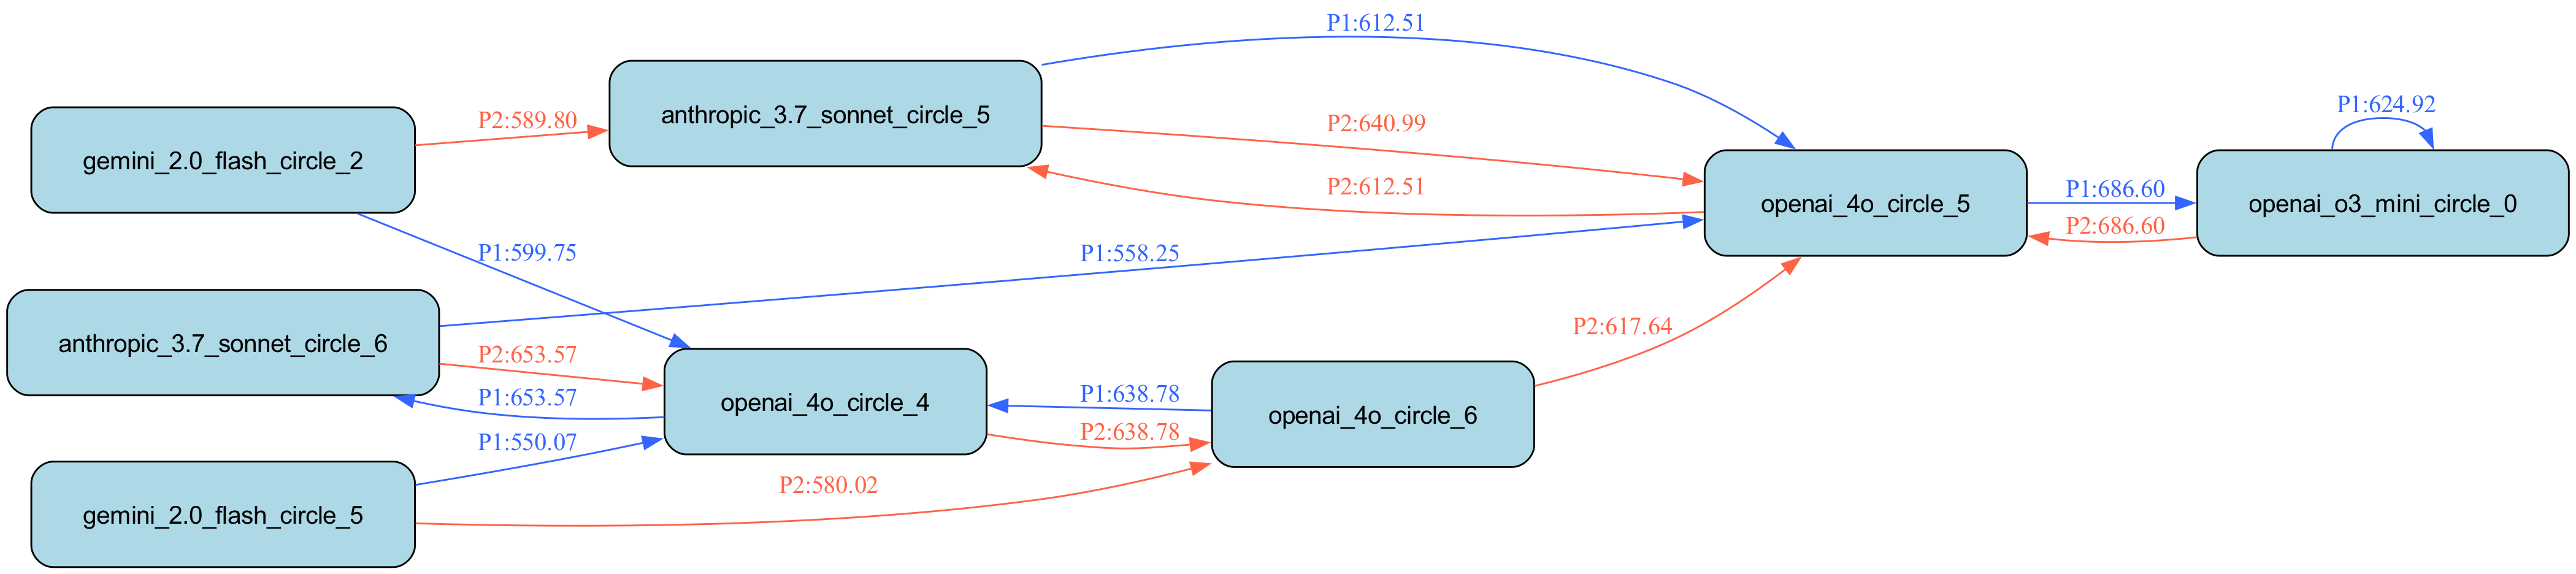 P1:612.51
anthropic_3.7_sonnet_circle_5
P2:589.80
gemini_2.0_flash_circle_2
P2:640.99
P2:612.51
P1:624.92
openai_4o_circle_5
P1:686.60
P2:686.60
openai_o3_mini_circle_0
P1:599.75
P1:558.25
anthropic_3.7_sonnet_circle_6
P2:653.57
P1:653.57
P2:617.64
openai_4o_circle_4
P1:638.78
P2:638.78
openai_4o_circle_6
P1:550.07
P2:580.02
gemini_2.0_flash_circle_5